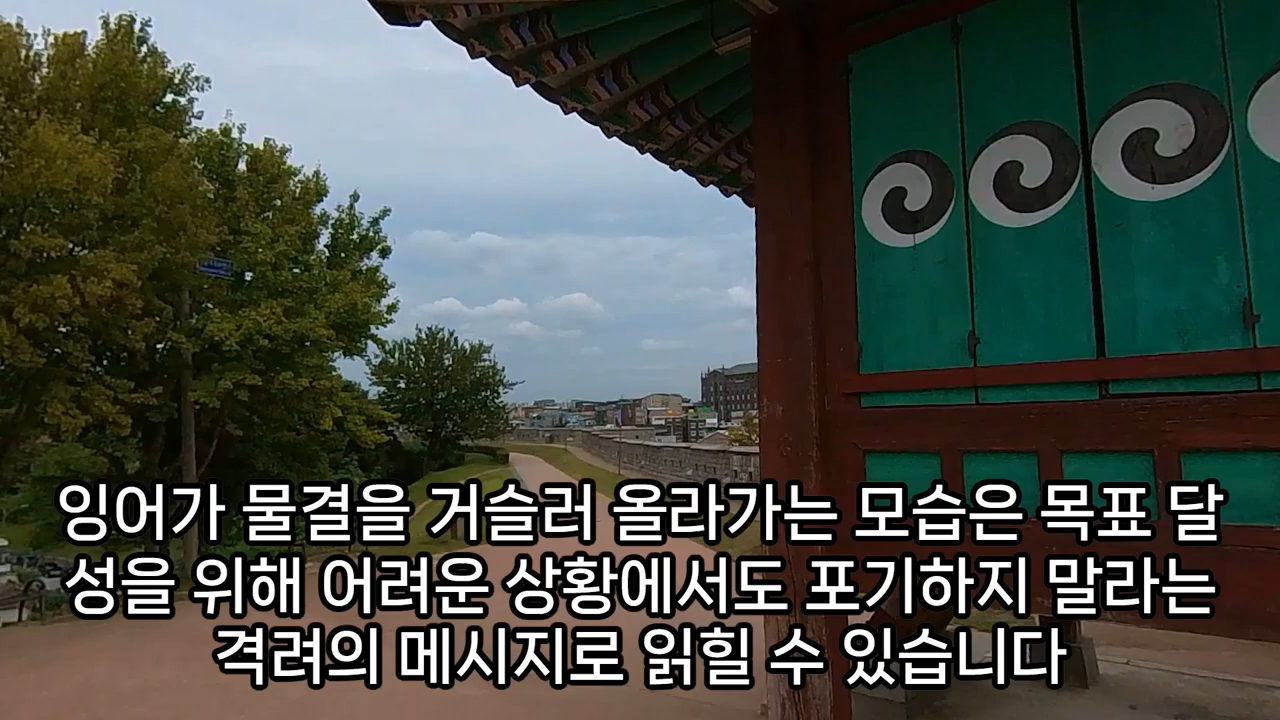 잉어가 물결을 거슬러 올라가는 모습은 목표 달
성을 위해 어려운 상황에서도 포기하지 말라는
격려의 메시지로 읽힐 수 있습니다